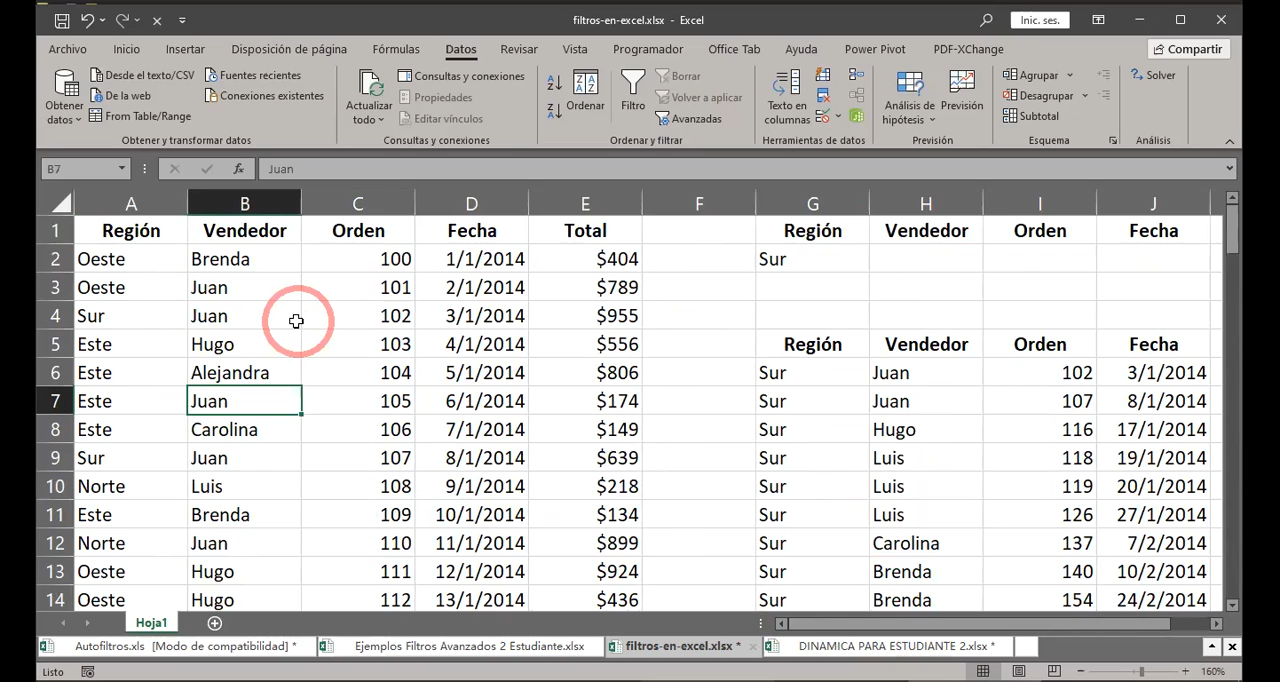 filtros-en-excel.xlsx - Excel
Inic. ses.
Archivo Inicio Insertar Disposición de página Fórmulas Datos Revisar Vista Programador Office Tab Ayuda Power Pivot PDF-XChange Compartir
Obtener datos
Desde el texto/CSV
De la web
From Table/Range
Fuentes recientes
Conexiones existentes
Obtener y transformar datos
Actualizar todo
Consultas y conexiones
Propiedades
Editar vínculos
Consultas y conexiones
Ordenar
Filtro
Borrar
Volver a aplicar
Avanzadas
Ordenar y filtrar
Texto en columnas
Herramientas de datos
Análisis de hipótesis
Previsión
Previsión
Agrupar
Desagrupar
Subtotal
Esquema
Solver
Análisis
B7 fx Juan
A B C D E F G H I J
1 Región Vendedor Orden Fecha Total Región Vendedor Orden Fecha
2 Oeste Brenda 100 1/1/2014 $404 Sur
3 Oeste Juan 101 2/1/2014 $789
4 Sur Juan 102 3/1/2014 $955
5 Este Hugo 103 4/1/2014 $556 Región Vendedor Orden Fecha
6 Este Alejandra 104 5/1/2014 $806 Sur Juan 102 3/1/2014
7 Este Juan 105 6/1/2014 $174 Sur Juan 107 8/1/2014
8 Este Carolina 106 7/1/2014 $149 Sur Hugo 116 17/1/2014
9 Sur Juan 107 8/1/2014 $639 Sur Luis 118 19/1/2014
10 Norte Luis 108 9/1/2014 $218 Sur Luis 119 20/1/2014
11 Este Brenda 109 10/1/2014 $134 Sur Luis 126 27/1/2014
12 Norte Juan 110 11/1/2014 $899 Sur Carolina 137 7/2/2014
13 Oeste Hugo 111 12/1/2014 $924 Sur Brenda 140 10/2/2014
14 Oeste Hugo 112 13/1/2014 $436 Sur Brenda 154 24/2/2014
Hoja1
Autofiltros.xls [Modo de compatibilidad] * Ejemplos Filtros Avanzados 2 Estudiante.xlsx filtros-en-excel.xlsx * DINAMICA PARA ESTUDIANTE 2.xlsx *
Listo 160%